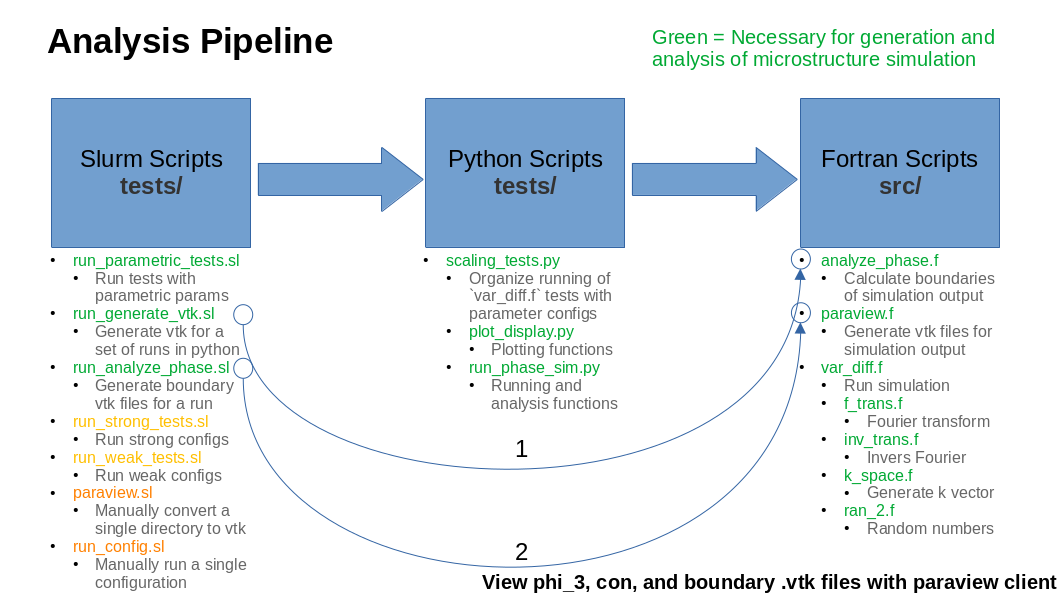 Analysis Pipeline
Green = Necessary for generation and
analysis of microstructure simulation
Slurm Scripts
tests/
Python Scripts
tests/
Fortran Scripts
src/
• run_parametric_tests.sl
• Run tests with
parametric params
• run_generate_vtk.sl
• Generate vtk for a
set of runs in python
• run_analyze_phase.sl
• Generate boundary
vtk files for a run
• run_strong_tests.sl
• Run strong configs
• run_weak_tests.sl
• Run weak configs
• paraview.sl
• Manually convert a
single directory to vtk
• run_config.sl
• Manually run a single
configuration
• scaling_tests.py
• Organize running of
`var_diff.f` tests with
parameter configs
• plot_display.py
• Plotting functions
• run_phase_sim.py
• Running and
analysis functions
• analyze_phase.f
• Calculate boundaries
of simulation output
• paraview.f
• Generate vtk files for
simulation output
• var_diff.f
• Run simulation
• f_trans.f
• Fourier transform
• inv_trans.f
• Invers Fourier
• k_space.f
• Generate k vector
• ran_2.f
• Random numbers
1
2
View phi_3, con, and boundary .vtk files with paraview client